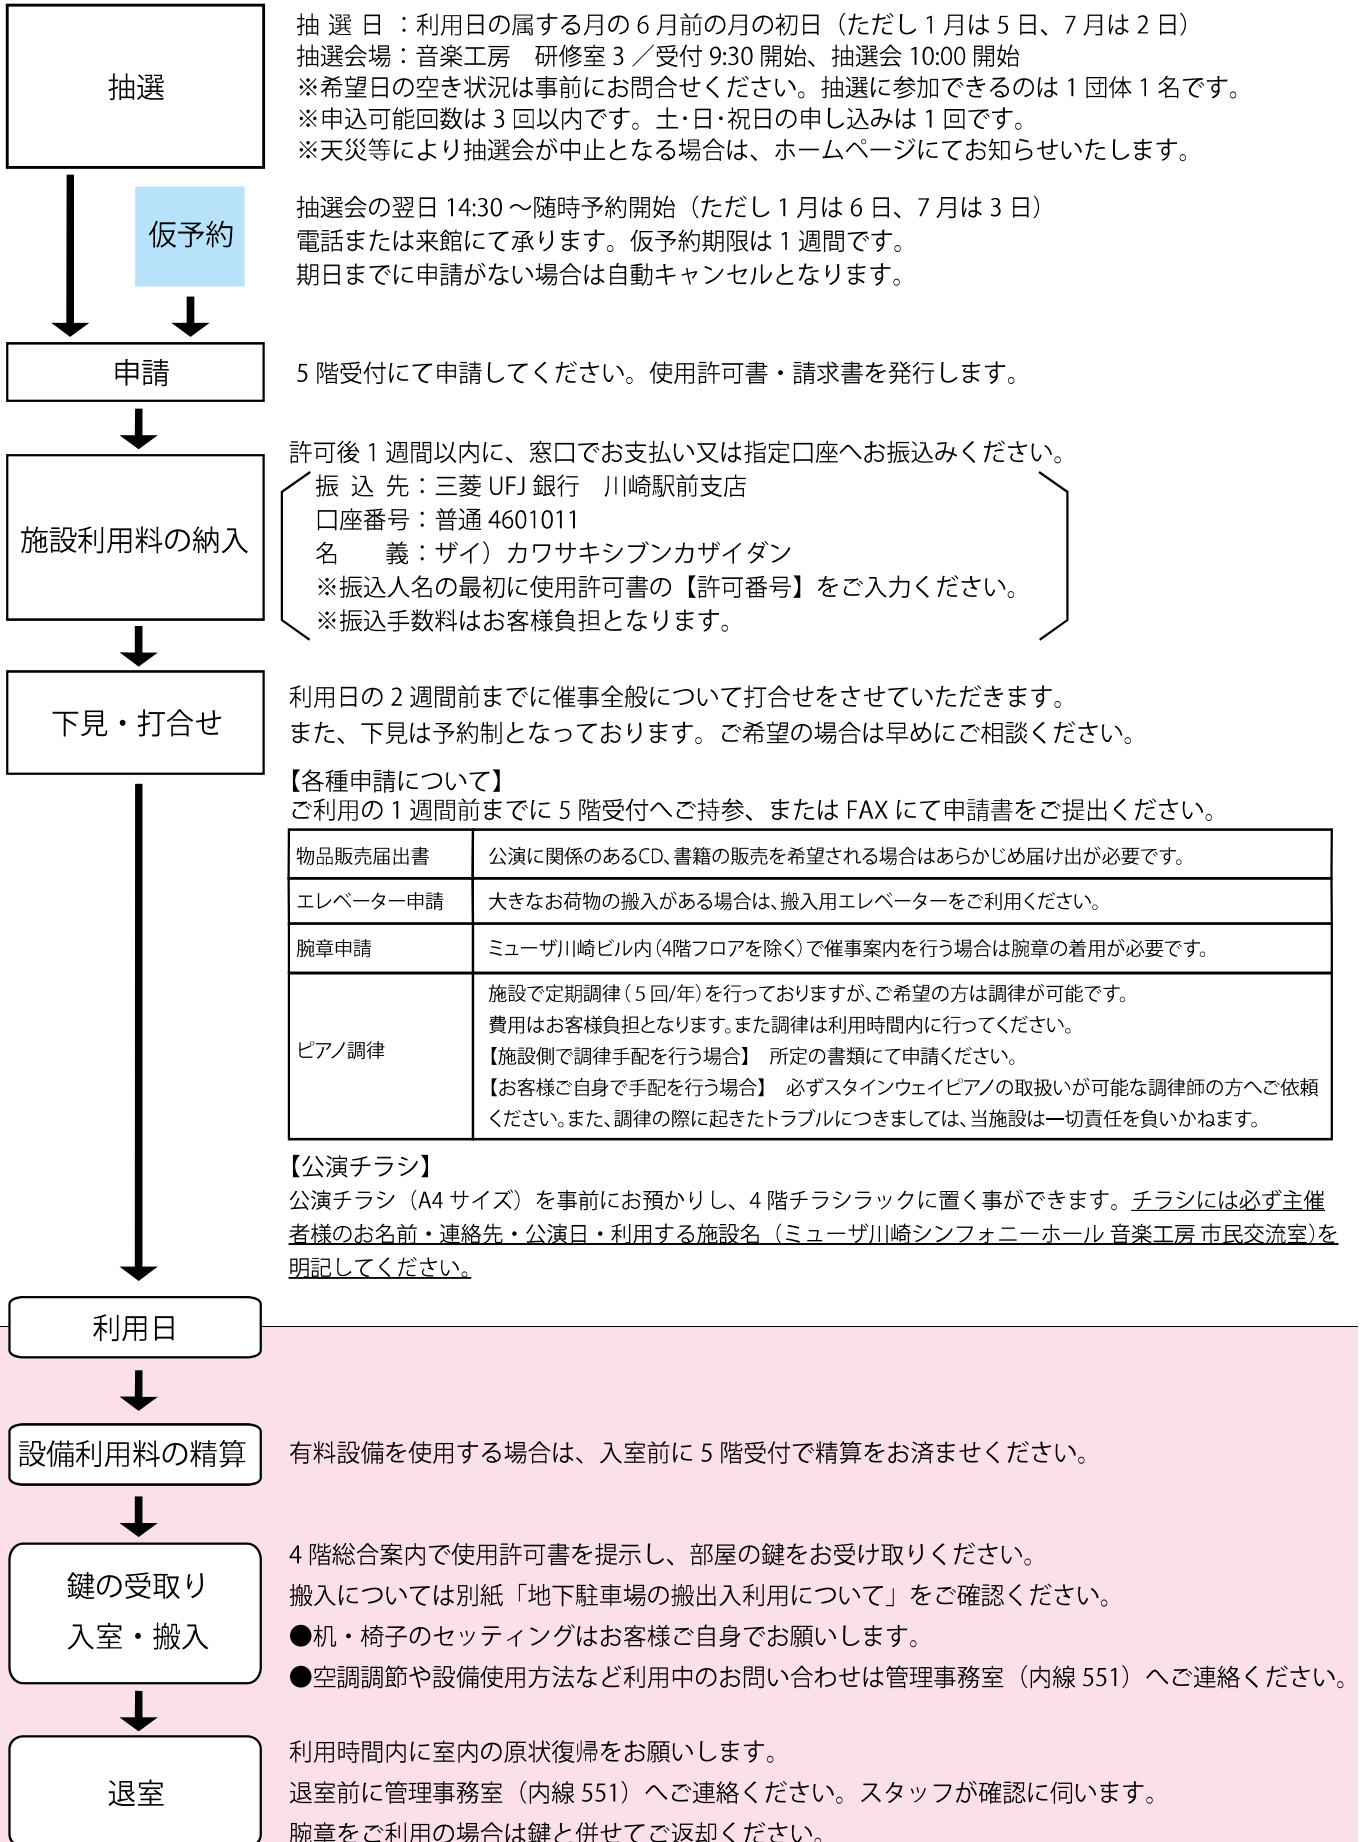 抽選
抽 選 日 ：利用日の属する月の 6 月前の月の初日（ただし 1 月は 5 日、7 月は 2 日）
抽選会場：音楽工房　研修室 3 ／受付 9:30 開始、抽選会 10:00 開始
※希望日の空き状況は事前にお問合せください。抽選に参加できるのは 1 団体 1 名です。
※申込可能回数は 3 回以内です。土･日･祝日の申し込みは 1 回です。
※天災等により抽選会が中止となる場合は、ホームページにてお知らせいたします。
仮予約
抽選会の翌日 14:30 ～随時予約開始（ただし 1 月は 6 日、7 月は 3 日）
電話または来館にて承ります。仮予約期限は 1 週間です。
期日までに申請がない場合は自動キャンセルとなります。
申請
5 階受付にて申請してください。使用許可書・請求書を発行します。
施設利用料の納入
許可後 1 週間以内に、窓口でお支払い又は指定口座へお振込みください。
振 込 先：三菱 UFJ 銀行　川崎駅前支店
口座番号：普通 4601011
名　　義：ザイ）カワサキシブンカザイダン
※振込人名の最初に使用許可書の【許可番号】をご入力ください。
※振込手数料はお客様負担となります。
下見・打合せ
利用日の 2 週間前までに催事全般について打合せをさせていただきます。
また、下見は予約制となっております。ご希望の場合は早めにご相談ください。
【各種申請について】
ご利用の 1 週間前までに 5 階受付へご持参、または FAX にて申請書をご提出ください。
物品販売届出書
公演に関係のあるCD、書籍の販売を希望される場合はあらかじめ届け出が必要です。
エレベーター申請
大きなお荷物の搬入がある場合は、搬入用エレベーターをご利用ください。
腕章申請
ミューザ川崎ビル内（4階フロアを除く）で催事案内を行う場合は腕章の着用が必要です。
ピアノ調律
施設で定期調律（５回/年）を行っておりますが、ご希望の方は調律が可能です。
費用はお客様負担となります。また調律は利用時間内に行ってください。
【施設側で調律手配を行う場合】　所定の書類にて申請ください。
【お客様ご自身で手配を行う場合】　必ずスタインウェイピアノの取扱いが可能な調律師の方へご依頼
ください。また、調律の際に起きたトラブルにつきましては、当施設は一切責任を負いかねます。
【公演チラシ】
公演チラシ（A4 サイズ）を事前にお預かりし、4 階チラシラックに置く事ができます。チラシには必ず主催
者様のお名前・連絡先・公演日・利用する施設名（ミューザ川崎シンフォニーホール 音楽工房 市民交流室）を
明記してください。
利用日
設備利用料の精算
有料設備を使用する場合は、入室前に 5 階受付で精算をお済ませください。
鍵の受取り
入室・搬入
4 階総合案内で使用許可書を提示し、部屋の鍵をお受け取りください。
搬入については別紙「地下駐車場の搬出入利用について」をご確認ください。
●机・椅子のセッティングはお客様ご自身でお願いします。
●空調調節や設備使用方法など利用中のお問い合わせは管理事務室（内線 551）へご連絡ください。
退室
利用時間内に室内の原状復帰をお願いします。
退室前に管理事務室（内線 551）へご連絡ください。スタッフが確認に伺います。
腕章をご利用の場合は鍵と併せてご返却ください。